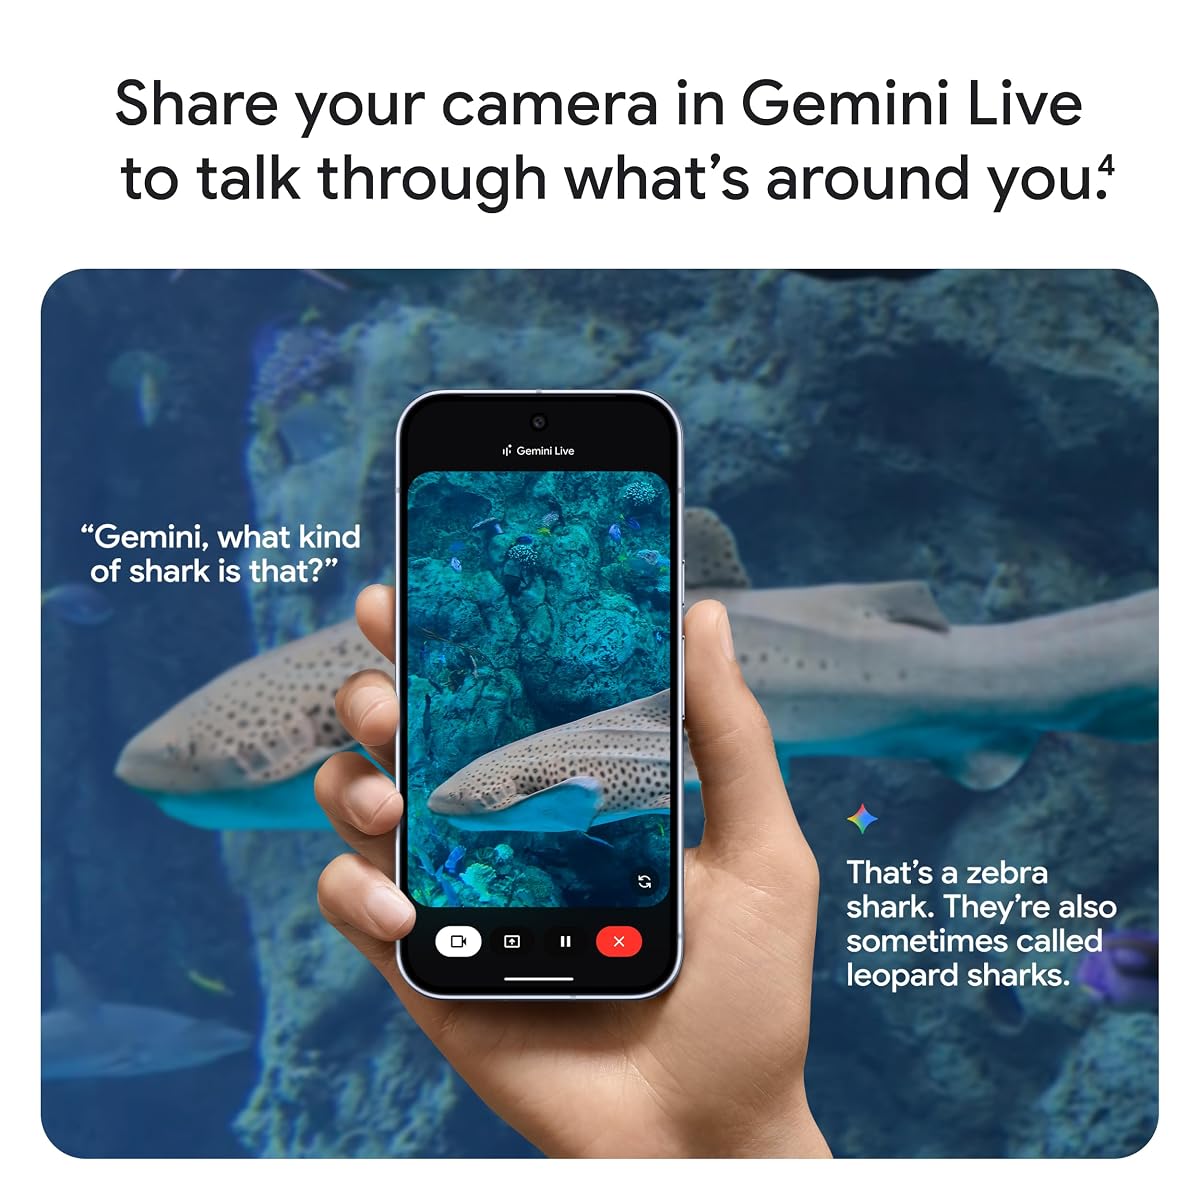 Share your camera in Gemini Live
to talk through what's around you.⁴
Gemini Live
“Gemini, what kind
of shark is that?”
That's a zebra
shark. They're also
sometimes called
leopard sharks.